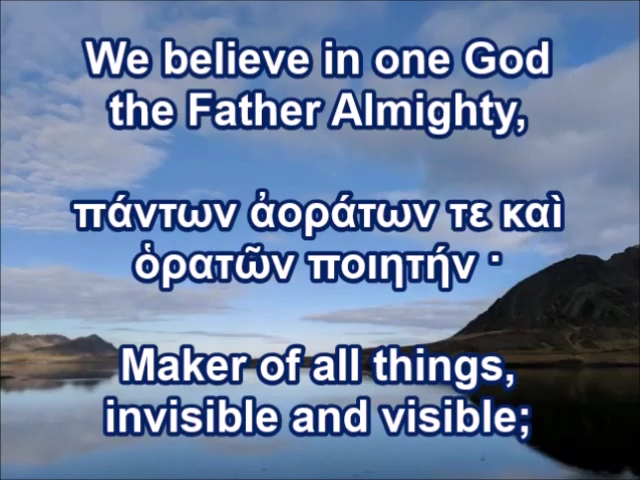 We believe in one God
the Father Almighty,
πάντων ἀοράτων τε καὶ
ὁρατῶν ποιητήν ·
Maker of all things,
invisible and visible;